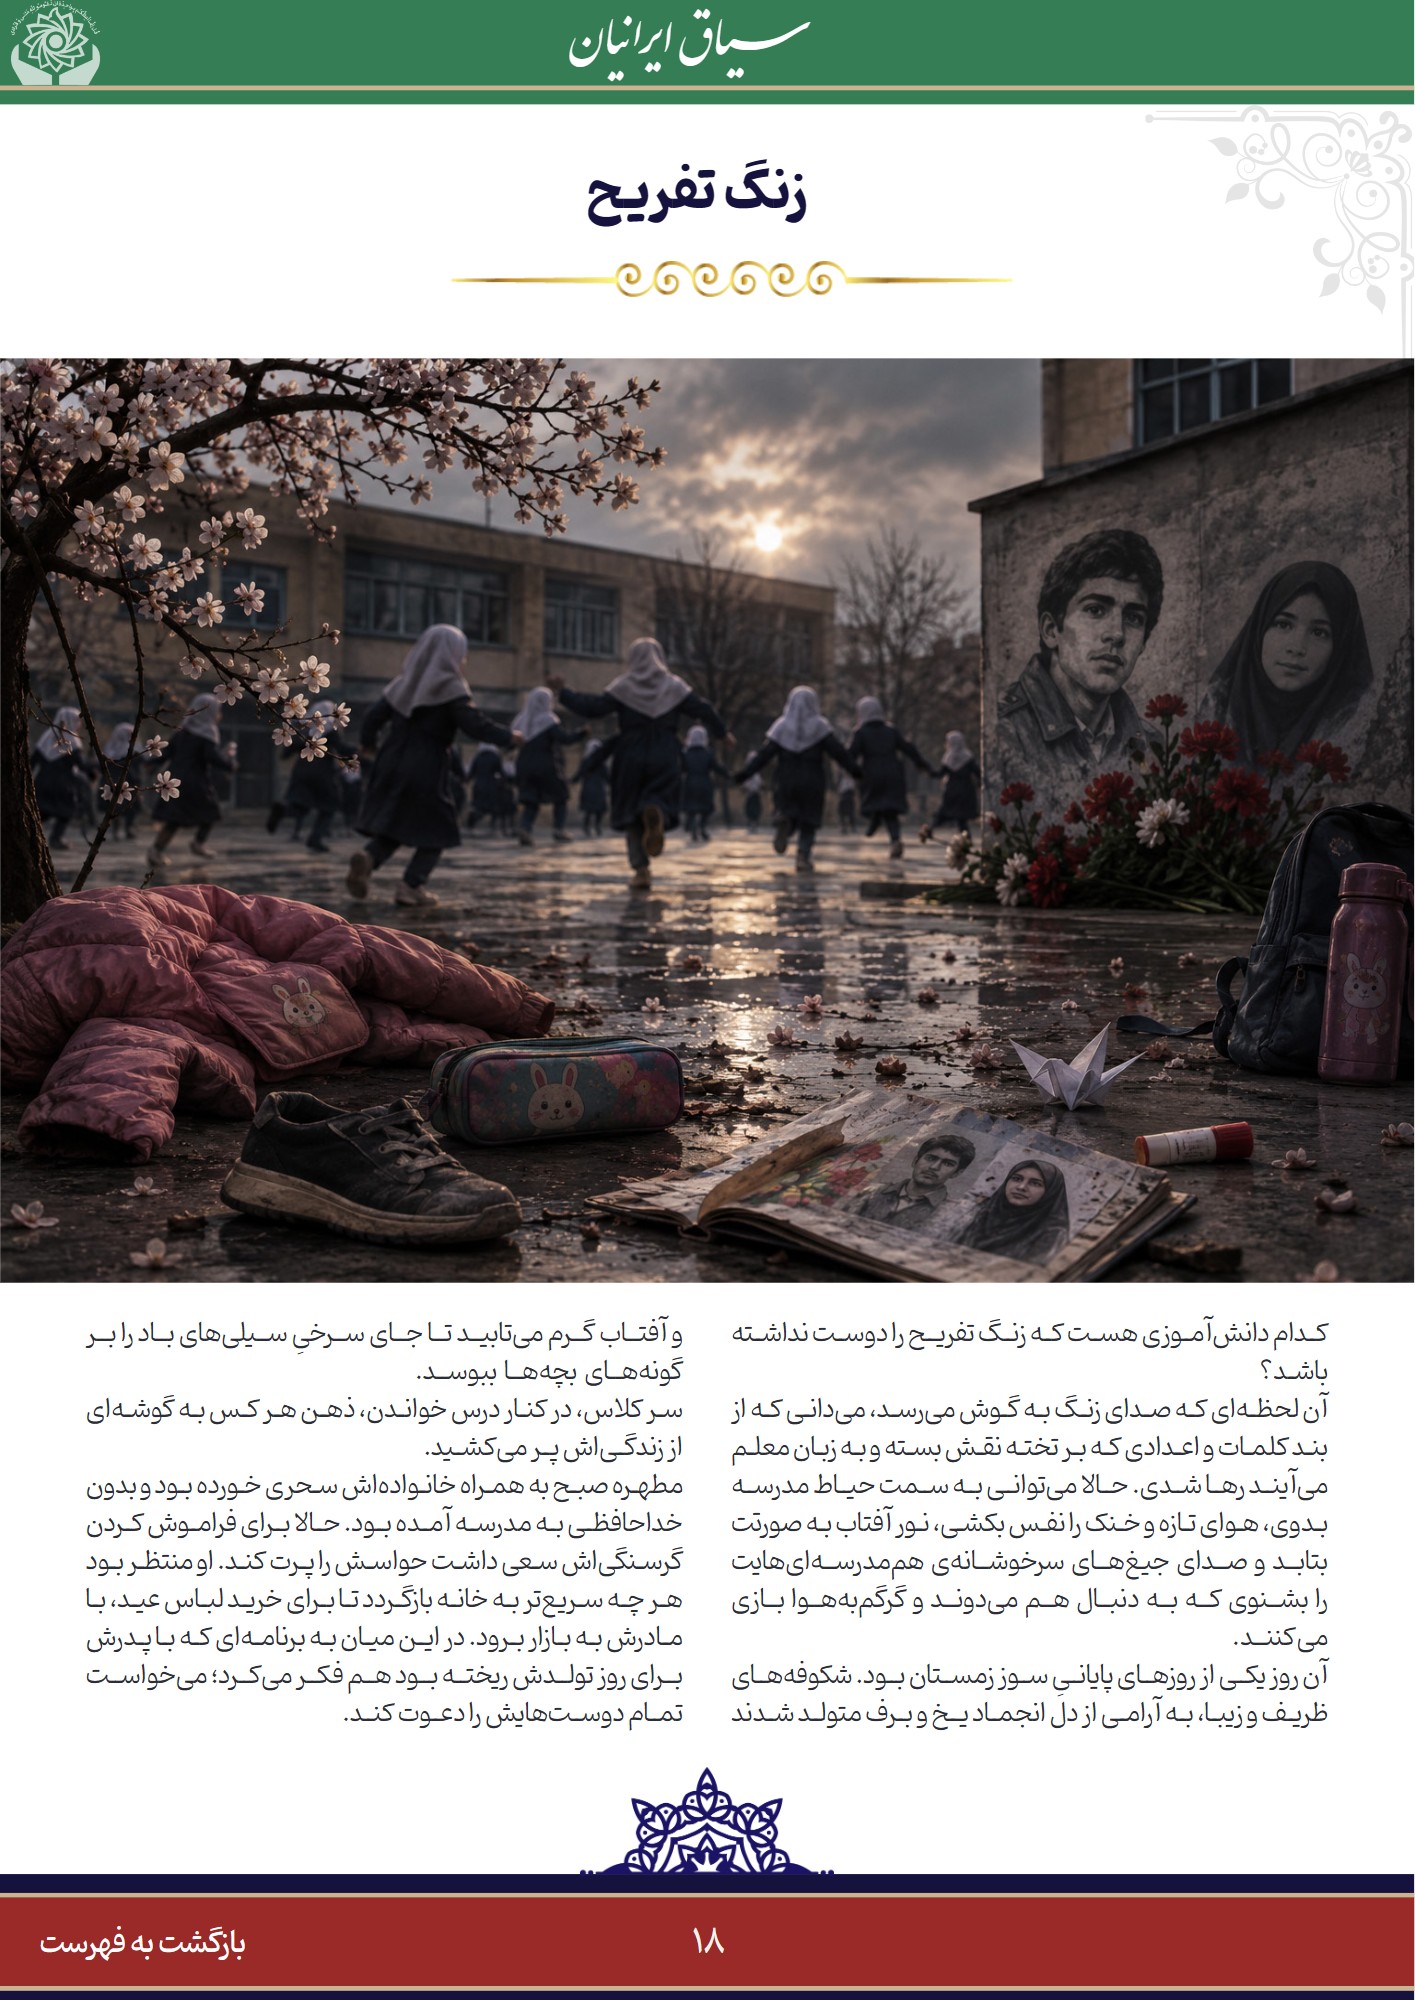 سیاق ایرانیان
زنگ تفریح
کدام دانش‌آموزی هست که زنگ تفریح را دوست نداشته
باشد؟
آن لحظه‌ای که صدای زنگ به گوش می‌رسد، می‌دانی که از
بند کلمات و اعدادی که بر تخته نقش بسته و به زبان معلم
می‌آیند رها شدی. حالا می‌توانی به سمت حیاط مدرسه
بدوی، هوای تازه و خنک را نفس بکشی، نور آفتاب به صورتت
بتابد و صدای جیغ‌های سرخوشانه‌ی هم‌مدرسه‌ای‌هایت
را بشنوی که به دنبال هم می‌دوند و گرگم‌به‌هوا بازی
می‌کنند.
آن روز یکی از روزهای پایانیِ سوز زمستان بود. شکوفه‌های
ظریف و زیبا، به آرامی از دل انجماد یخ و برف متولد شدند
و آفتاب گرم می‌تابید تا جای سرخیِ سیلی‌های باد را بر
گونه‌های بچه‌ها ببوسد.
سر کلاس، در کنار درس خواندن، ذهن هر کس به گوشه‌ای
از زندگی‌اش پر می‌کشید.
مطهره صبح به همراه خانواده‌اش سحری خورده بود و بدون
خداحافظی به مدرسه آمده بود. حالا برای فراموش کردن
گرسنگی‌اش سعی داشت حواسش را پرت کند. او منتظر بود
هر چه سریع‌تر به خانه بازگردد تا برای خرید لباس عید، با
مادرش به بازار برود. در این میان به برنامه‌ای که با پدرش
برای روز تولدش ریخته بود هم فکر می‌کرد؛ می‌خواست
تمام دوست‌هایش را دعوت کند.
۱۸
بازگشت به فهرست